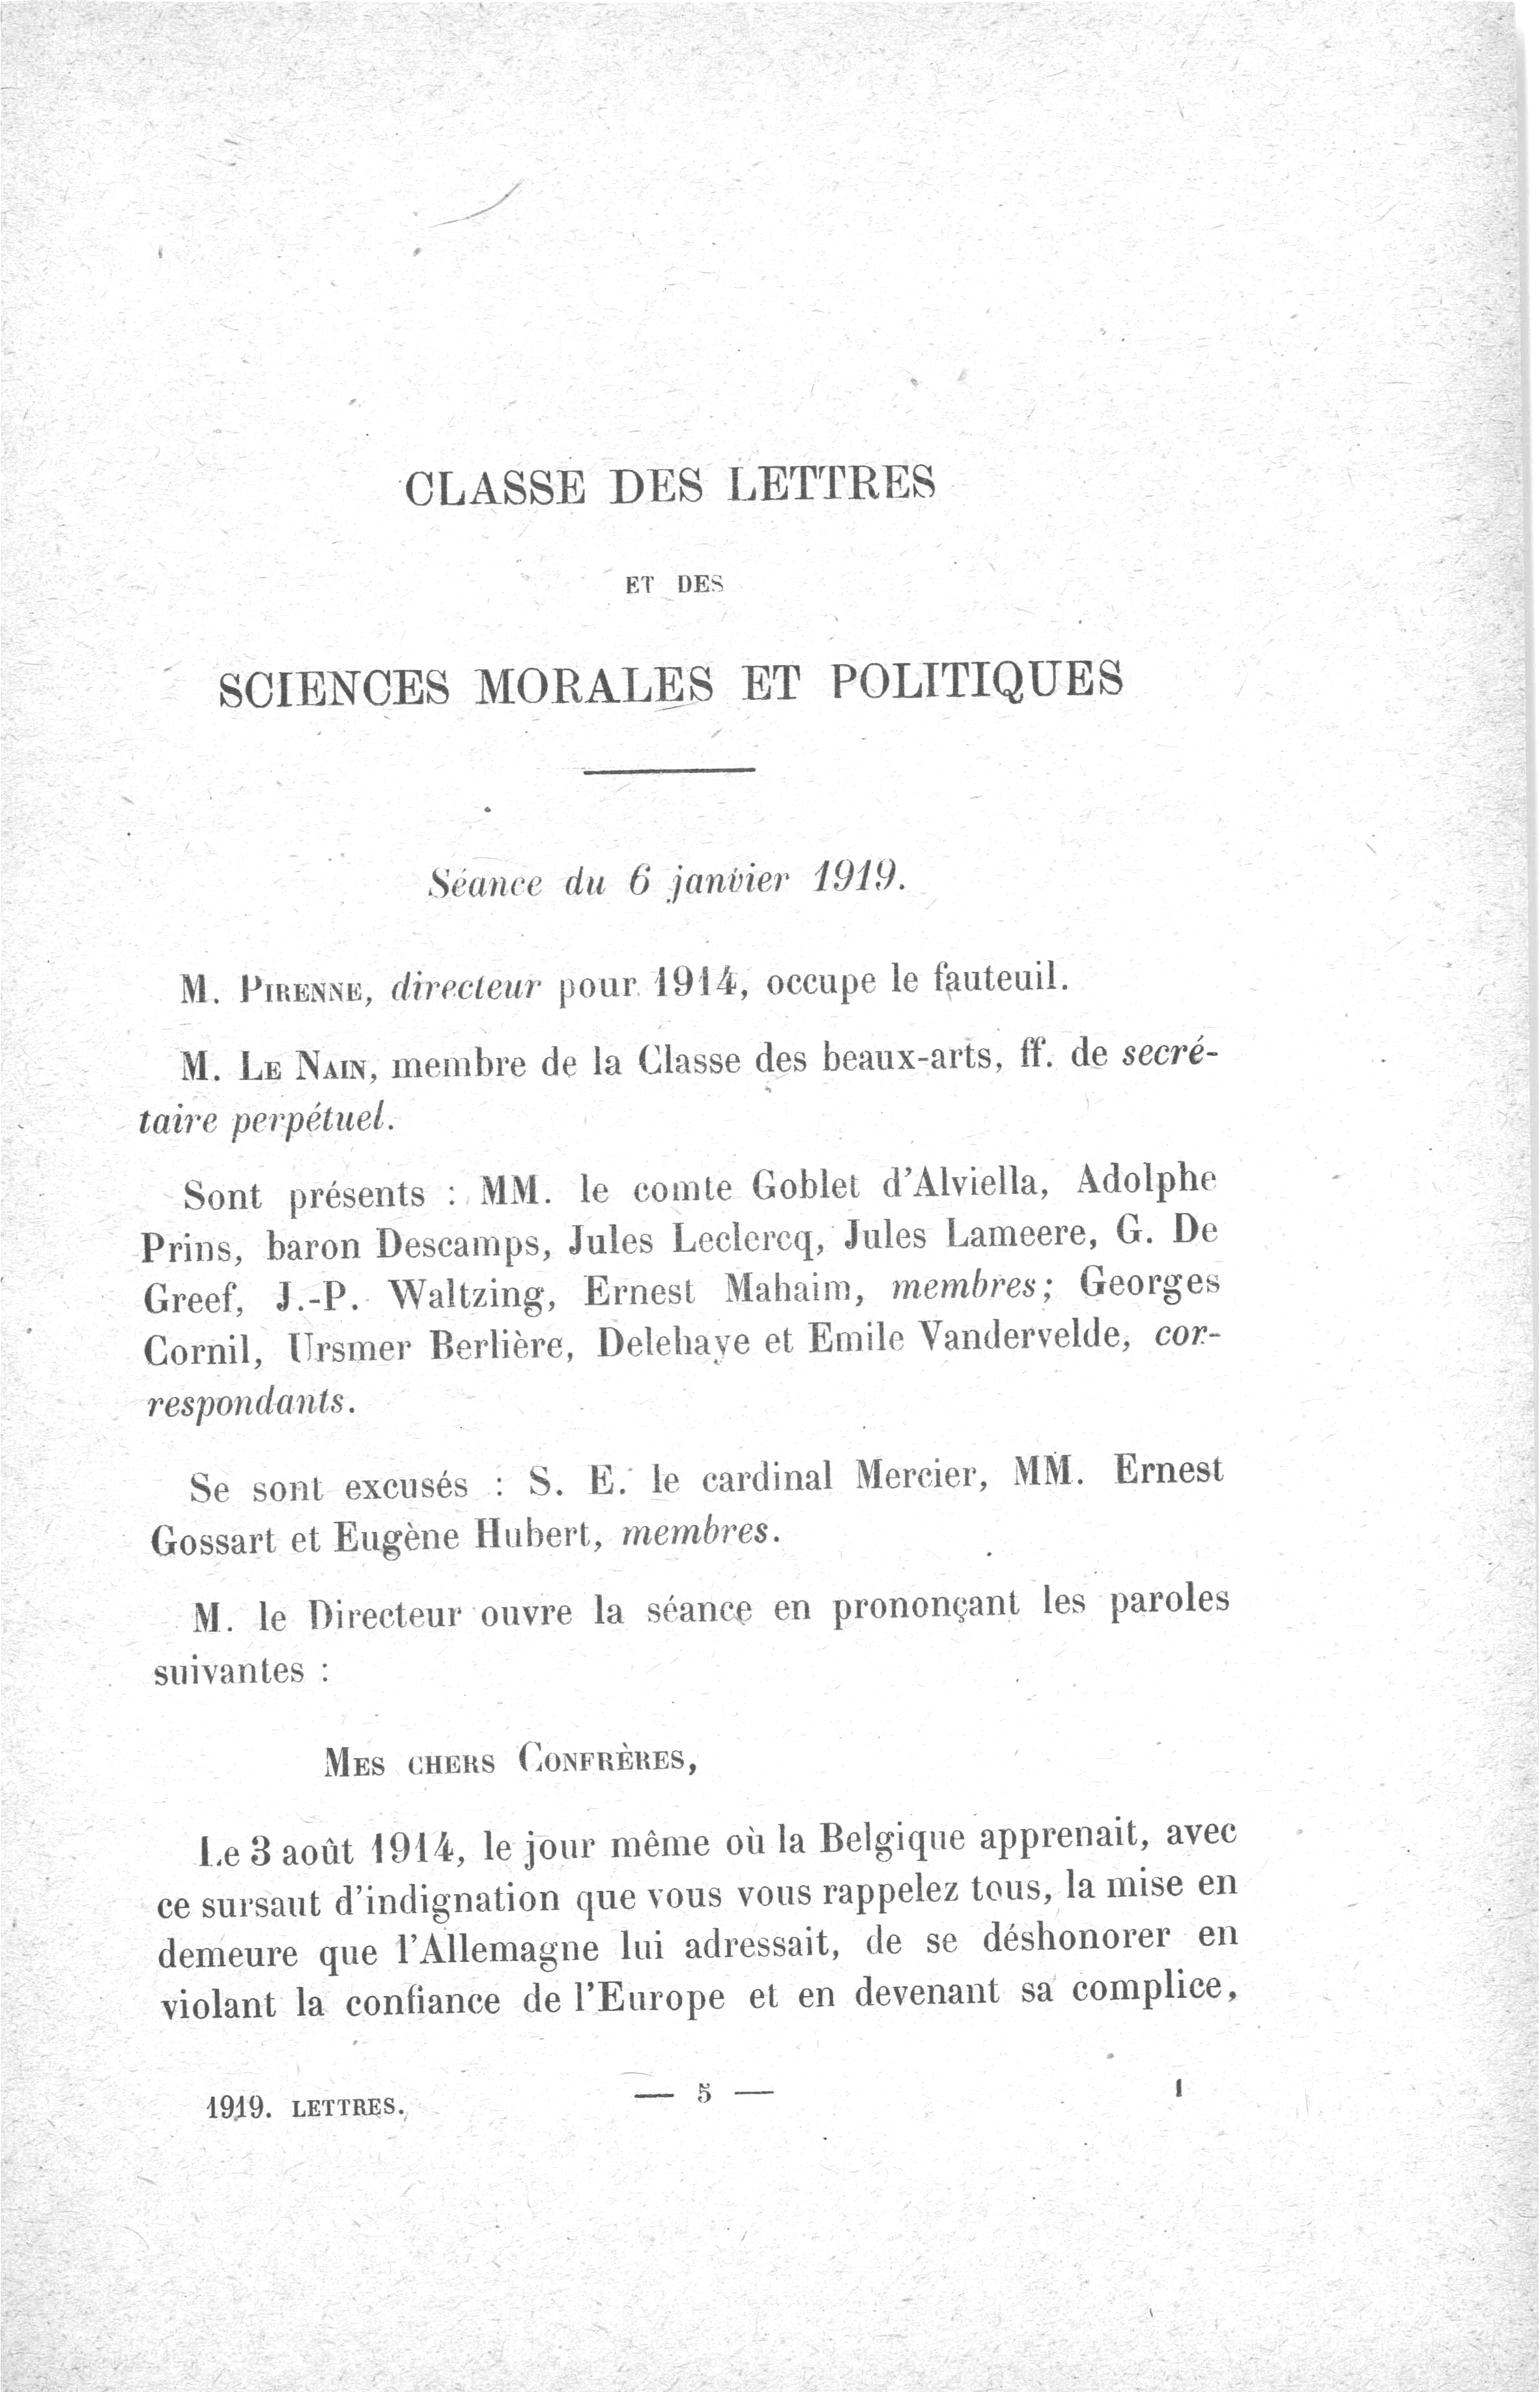 CLASSE DES LETTRES
ET DES
SCIENCES MORALES ET POLITIQUES
Séance du 6 janvier 1919.
M. PIRENNE, directeur pour 1914, occupe le fauteuil.
M. LE NAIN, membre de la Classe des beaux-arts, ff. de secré-
taire perpétuel.
Sont présents : MM. le comte Goblet d'Alviella, Adolphe
Prins, baron Descamps, Jules Leclercq, Jules Lameere, G. De
Greef, J.-P. Waltzing, Ernest Mahaim, membres; Georges
Cornil, Ursmer Berlière, Delehaye et Emile Vandervelde, cor-
respondants.
Se sont excusés : S. E. le cardinal Mercier, MM. Ernest
Gossart et Eugène Hubert, membres.
M. le Directeur ouvre la séance en prononçant les paroles
suivantes :
MES CHERS CONFRÈRES,
Le 3 août 1914, le jour même où la Belgique apprenait, avec
ce sursaut d'indignation que vous vous rappelez tous, la mise en
demeure que l'Allemagne lui adressait, de se déshonorer en
violant la confiance de l'Europe et en devenant sa complice,
1919. LETTRES. — 5 — 1